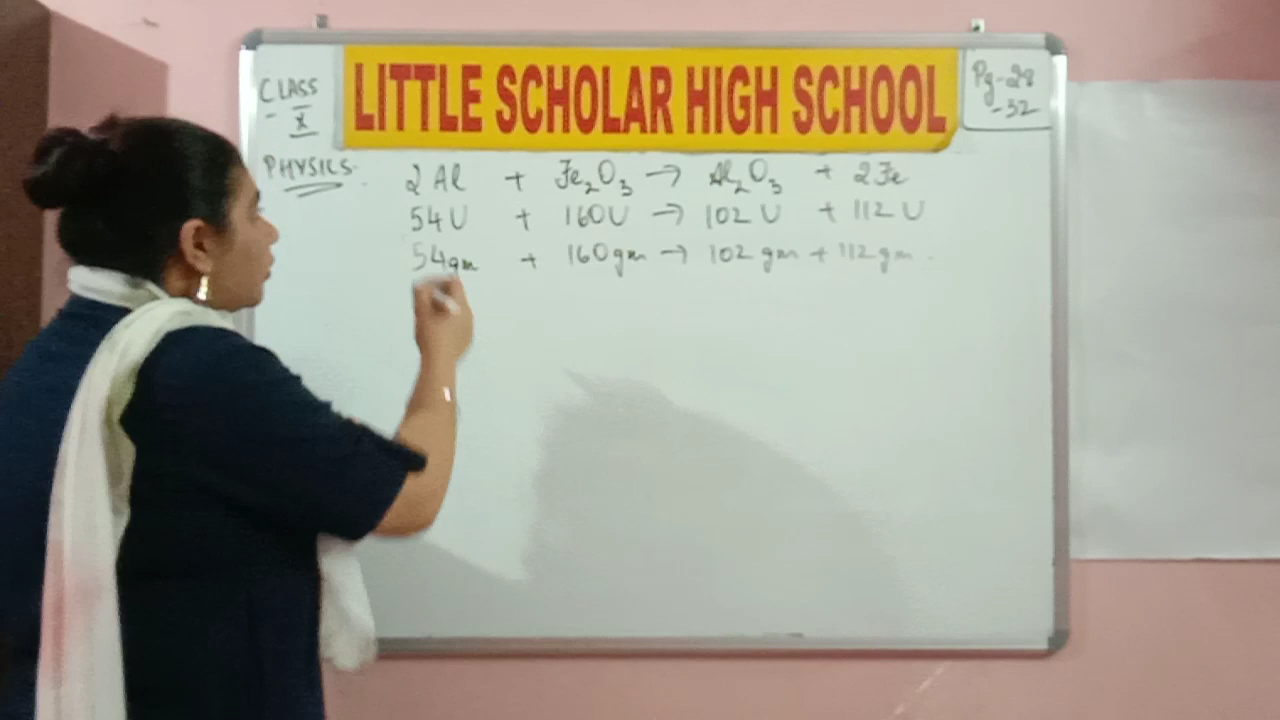 LITTLE SCHOLAR HIGH SCHOOL
CLASS
- X
PHYSICS
Pg-28
-32
2Al + Fe₂O₃ → Al₂O₃ + 2Fe
54U + 160U → 102U + 112U
54gm + 160gm → 102gm + 112gm